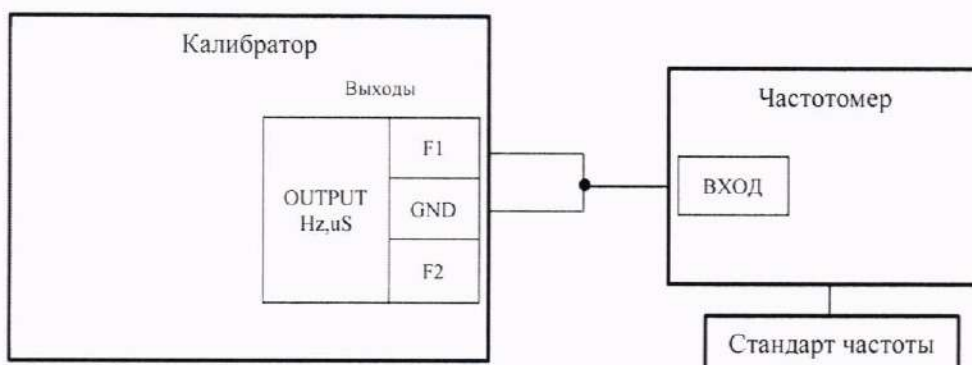 Калибратор
Выходы
OUTPUT
Hz,uS
F1
GND
F2
Частотомер
ВХОД
Стандарт частоты